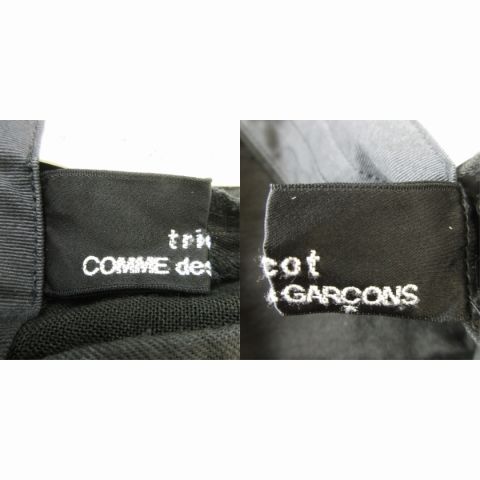 tric
COMME des
cot
GARÇONS